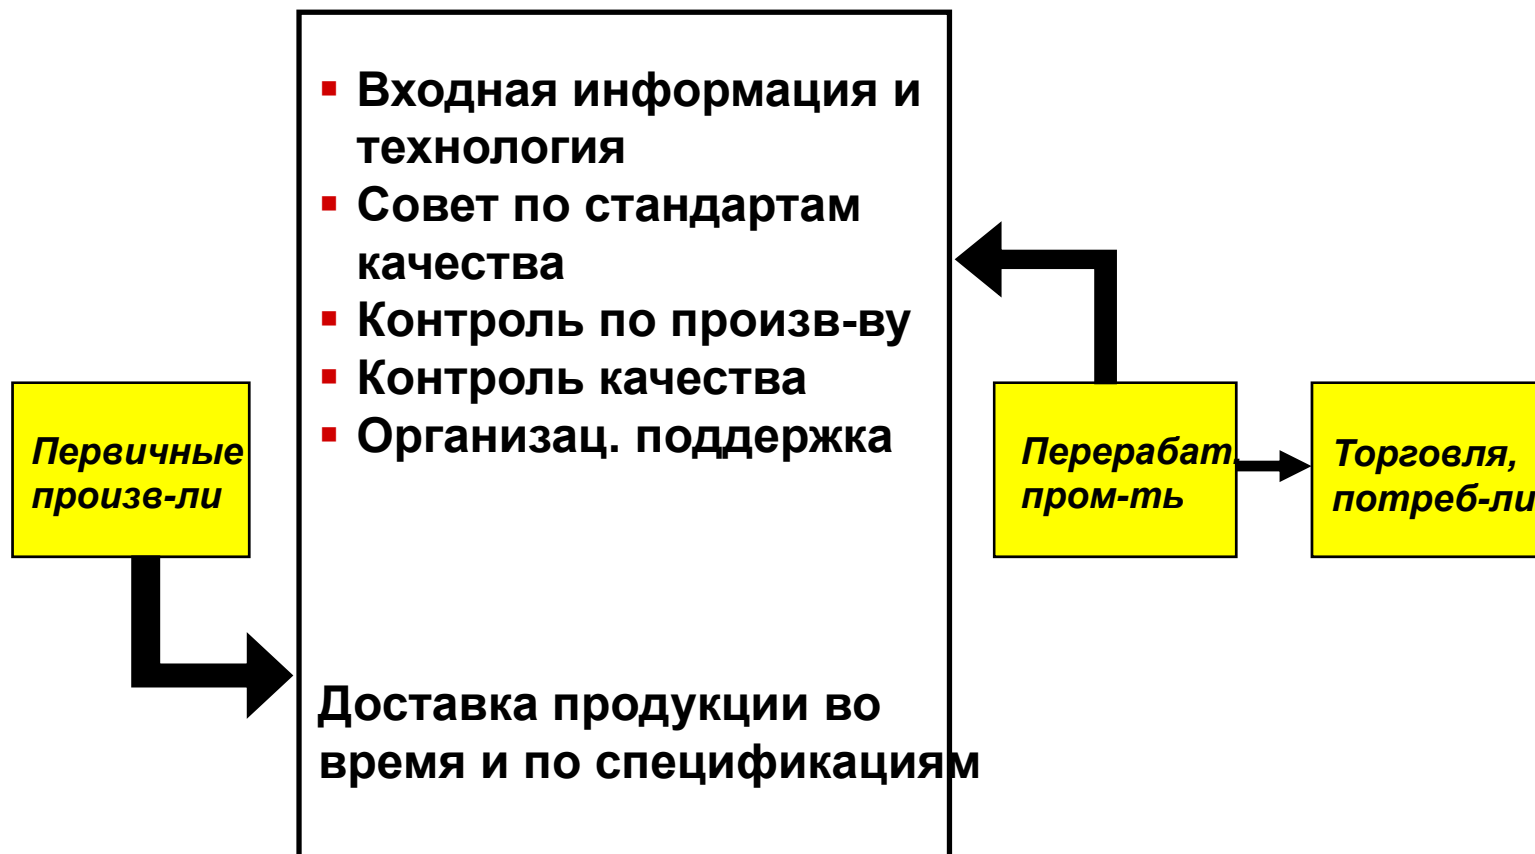 Входная информация и
технология
Совет по стандартам
качества
Контроль по произв-ву
Контроль качества
Организац. поддержка
Первичные
произв-ли
Перерабат.
пром-ть
Торговля,
потреб-ли
Доставка продукции во
время и по спецификациям